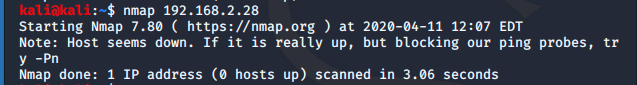 kali@kali:~$ nmap 192.168.2.28
Starting Nmap 7.80 ( https://nmap.org ) at 2020-04-11 12:07 EDT
Note: Host seems down. If it is really up, but blocking our ping probes, tr
y -Pn
Nmap done: 1 IP address (0 hosts up) scanned in 3.06 seconds